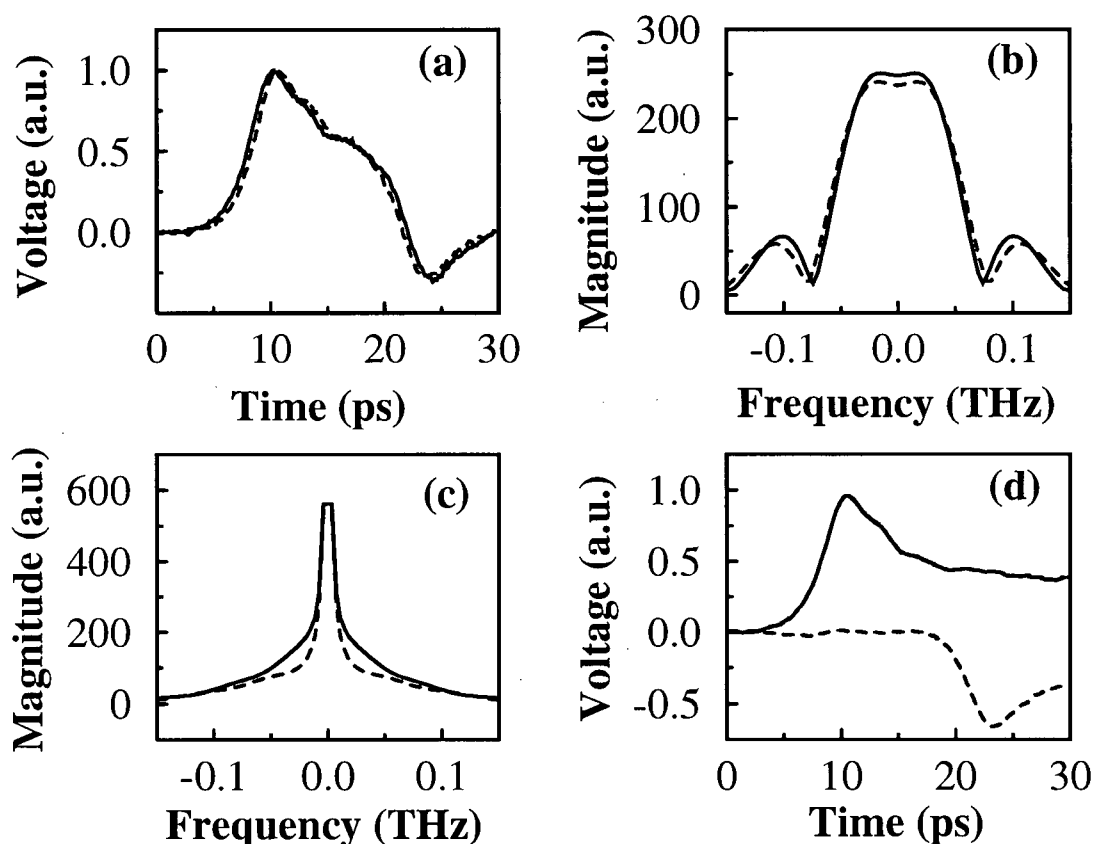 (a)
Voltage (a.u.)
1.0
0.5
0.0
0 10 20 30
Time (ps)
(b)
Magnitude (a.u.)
300
200
100
0
-0.1 0.0 0.1
Frequency (THz)
(c)
Magnitude (a.u.)
600
400
200
0
-0.1 0.0 0.1
Frequency (THz)
(d)
Voltage (a.u.)
1.0
0.5
0.0
-0.5
0 10 20 30
Time (ps)